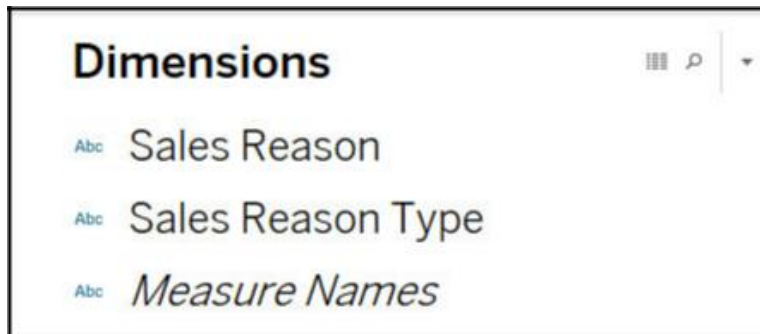 Dimensions
Abc Sales Reason
Abc Sales Reason Type
Abc Measure Names